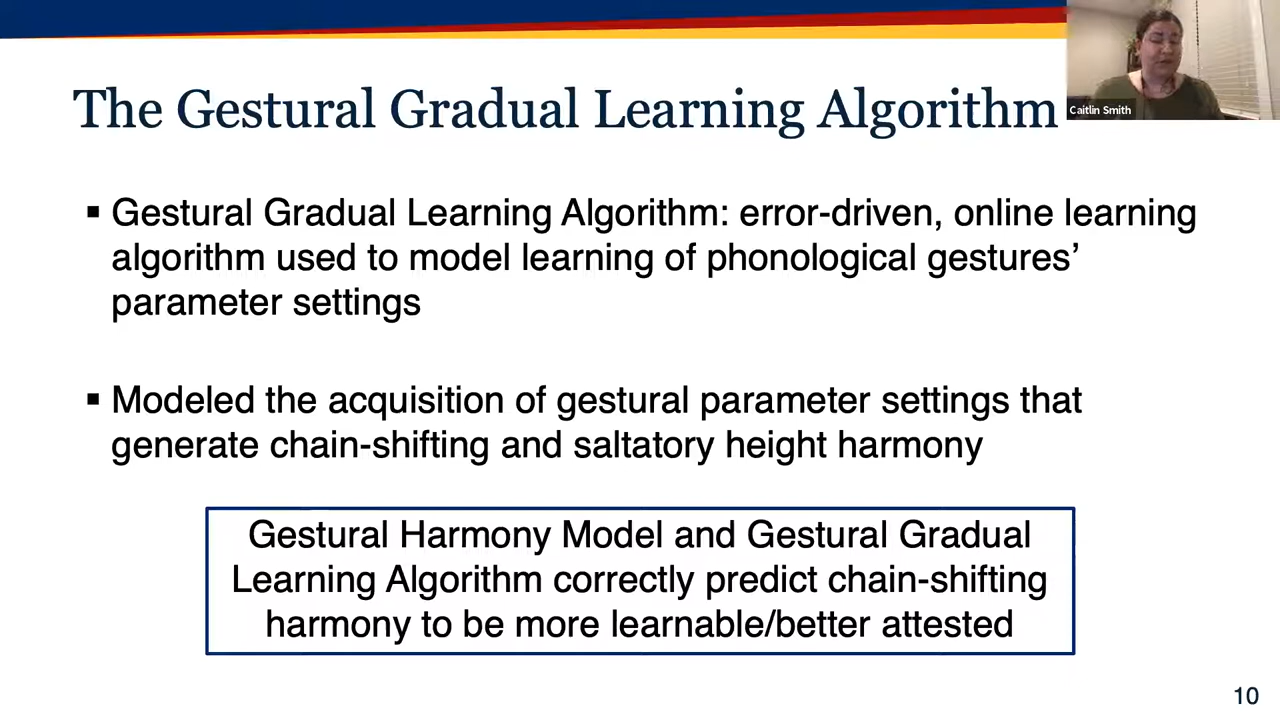 The Gestural Gradual Learning Algorithm
Caitlin Smith
▪ Gestural Gradual Learning Algorithm: error-driven, online learning
algorithm used to model learning of phonological gestures’
parameter settings
▪ Modeled the acquisition of gestural parameter settings that
generate chain-shifting and saltatory height harmony
Gestural Harmony Model and Gestural Gradual
Learning Algorithm correctly predict chain-shifting
harmony to be more learnable/better attested
10